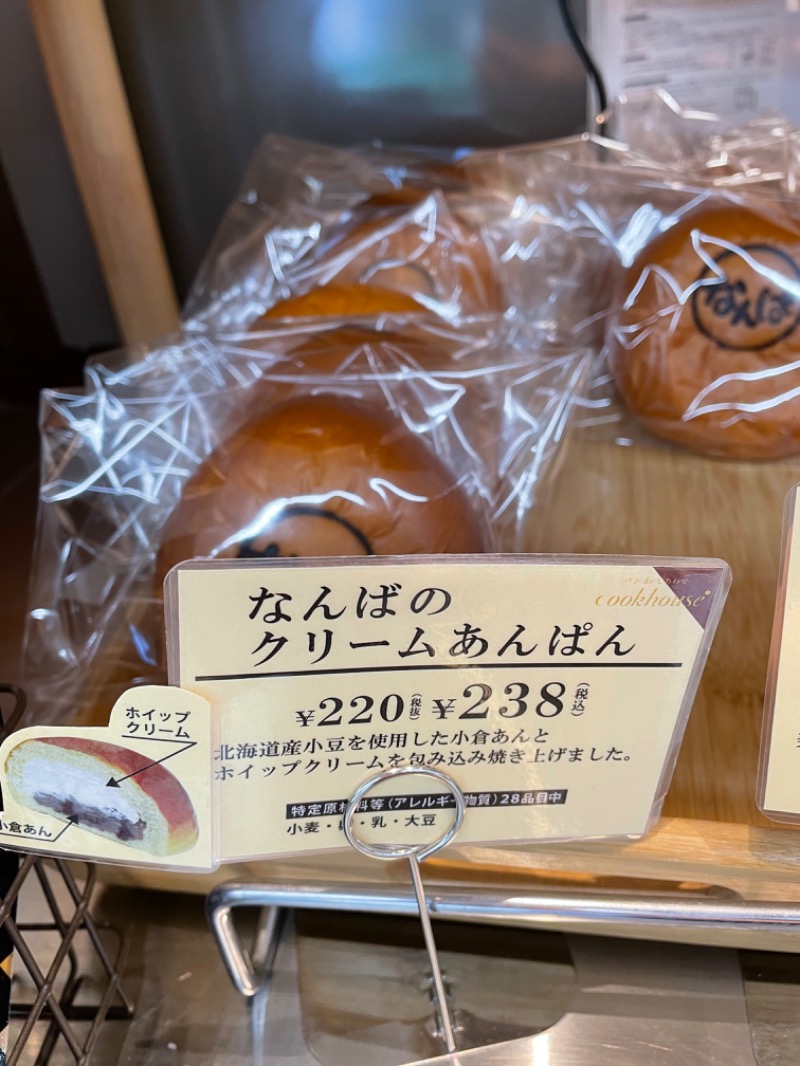 なんば
なんばの
クリームあんぱん
cookhouse
¥220(税抜) ¥238(税込)
北海道産小豆を使用した小倉あんと
ホイップクリームを包み込み焼き上げました。
特定原材料等(アレルギー物質)28品目中
小麦・卵・乳・大豆
ホイップ
クリーム
小倉あん